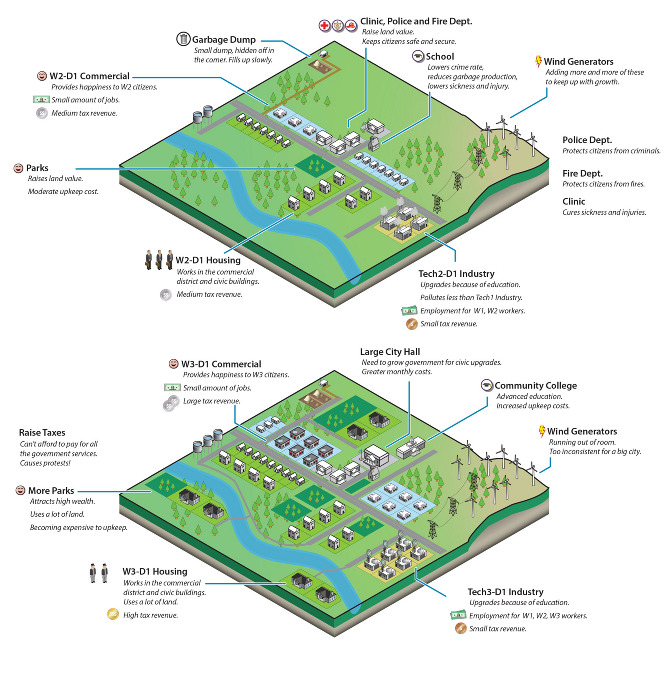 Clinic, Police and Fire Dept.
Raise land value.
Keeps citizens safe and secure.
Garbage Dump
Small dump, hidden off in
the corner. Fills up slowly.
School
Lowers crime rate,
reduces garbage production,
lowers sickness and injury.
Wind Generators
Adding more and more of these
to keep up with growth.
W2-D1 Commercial
Provides happiness to W2 citizens.
Small amount of jobs.
Medium tax revenue.
Police Dept.
Protects citizens from criminals.
Fire Dept.
Protects citizens from fires.
Clinic
Cures sickness and injuries.
Parks
Raises land value.
Moderate upkeep cost.
W2-D1 Housing
Works in the commercial
district and civic buildings.
Medium tax revenue.
Tech2-D1 Industry
Upgrades because of education.
Pollutes less than Tech1 Industry.
Employment for W1, W2 workers.
Small tax revenue.
Large City Hall
Need to grow government for civic upgrades.
Greater monthly costs.
W3-D1 Commercial
Provides happiness to W3 citizens.
Small amount of jobs.
Large tax revenue.
Community College
Advanced education.
Increased upkeep costs.
Raise Taxes
Can't afford to pay for all
the government services.
Causes protests!
Wind Generators
Running out of room.
Too inconsistent for a big city.
More Parks
Attracts high wealth.
Uses a lot of land.
Becoming expensive to upkeep.
W3-D1 Housing
Works in the commercial
district and civic buildings.
Uses a lot of land.
High tax revenue.
Tech3-D1 Industry
Upgrades because of education.
Employment for W1, W2, W3 workers.
Small tax revenue.